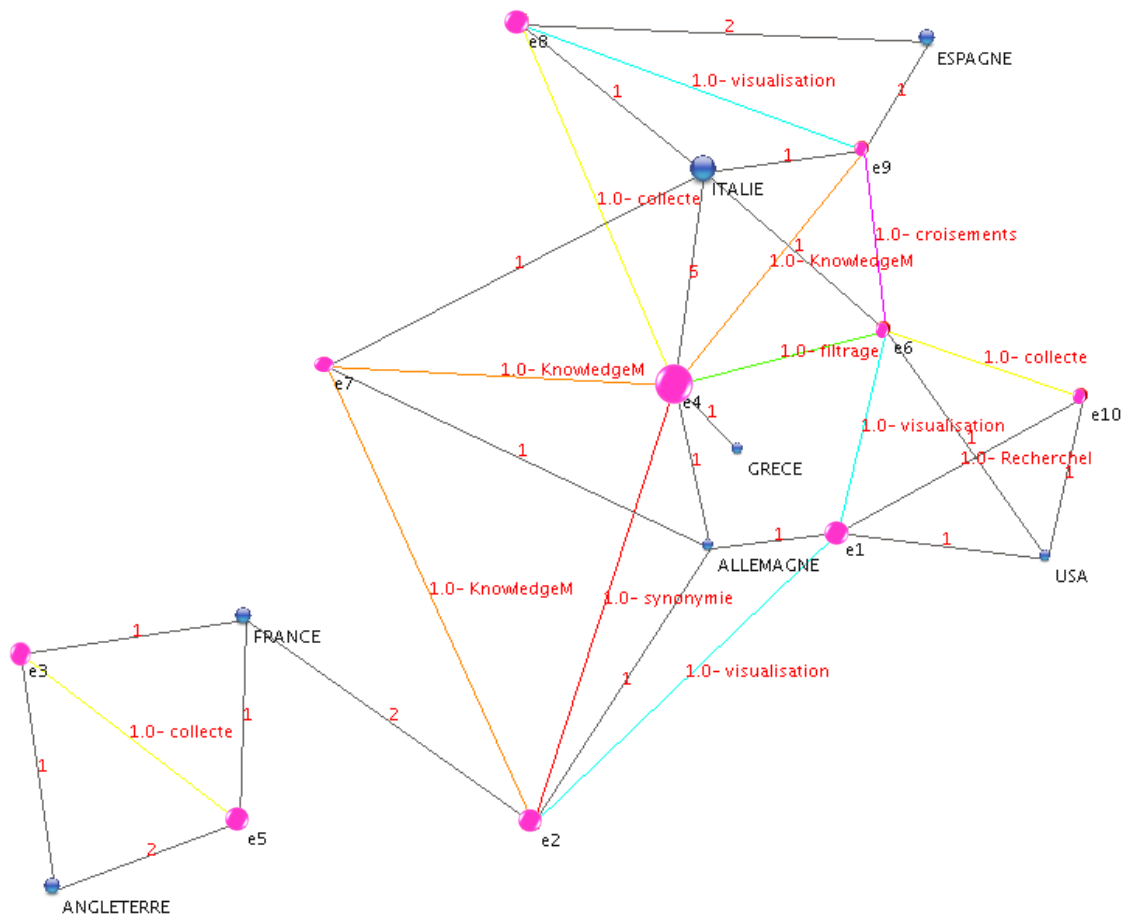 e8
2
ESPAGNE
1.0- visualisation
1
1
1
e9
ITALIE
1.0- collecte
1.0- croisements
1
1.0- KnowledgeM
1
5
1.0- filtrage
e6
1.0- collecte
1.0- KnowledgeM
e7
e4
1
e10
1.0- visualisation
1
1
1
GRECE
1.0- Recherchel
1
1
e1
1
ALLEMAGNE
USA
1.0- KnowledgeM
1.0- synonymie
FRANCE
1
e3
1
1.0- visualisation
2
1
1.0- collecte
1
e5
e2
2
ANGLETERRE